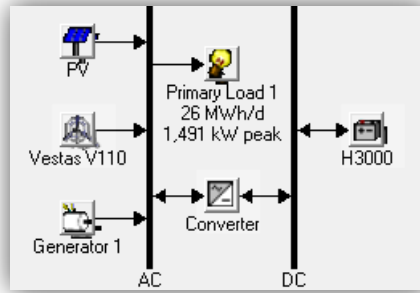 PV
Primary Load 1
26 MWh/d
1,491 kW peak
Vestas V110
H3000
Converter
Generator 1
AC
DC